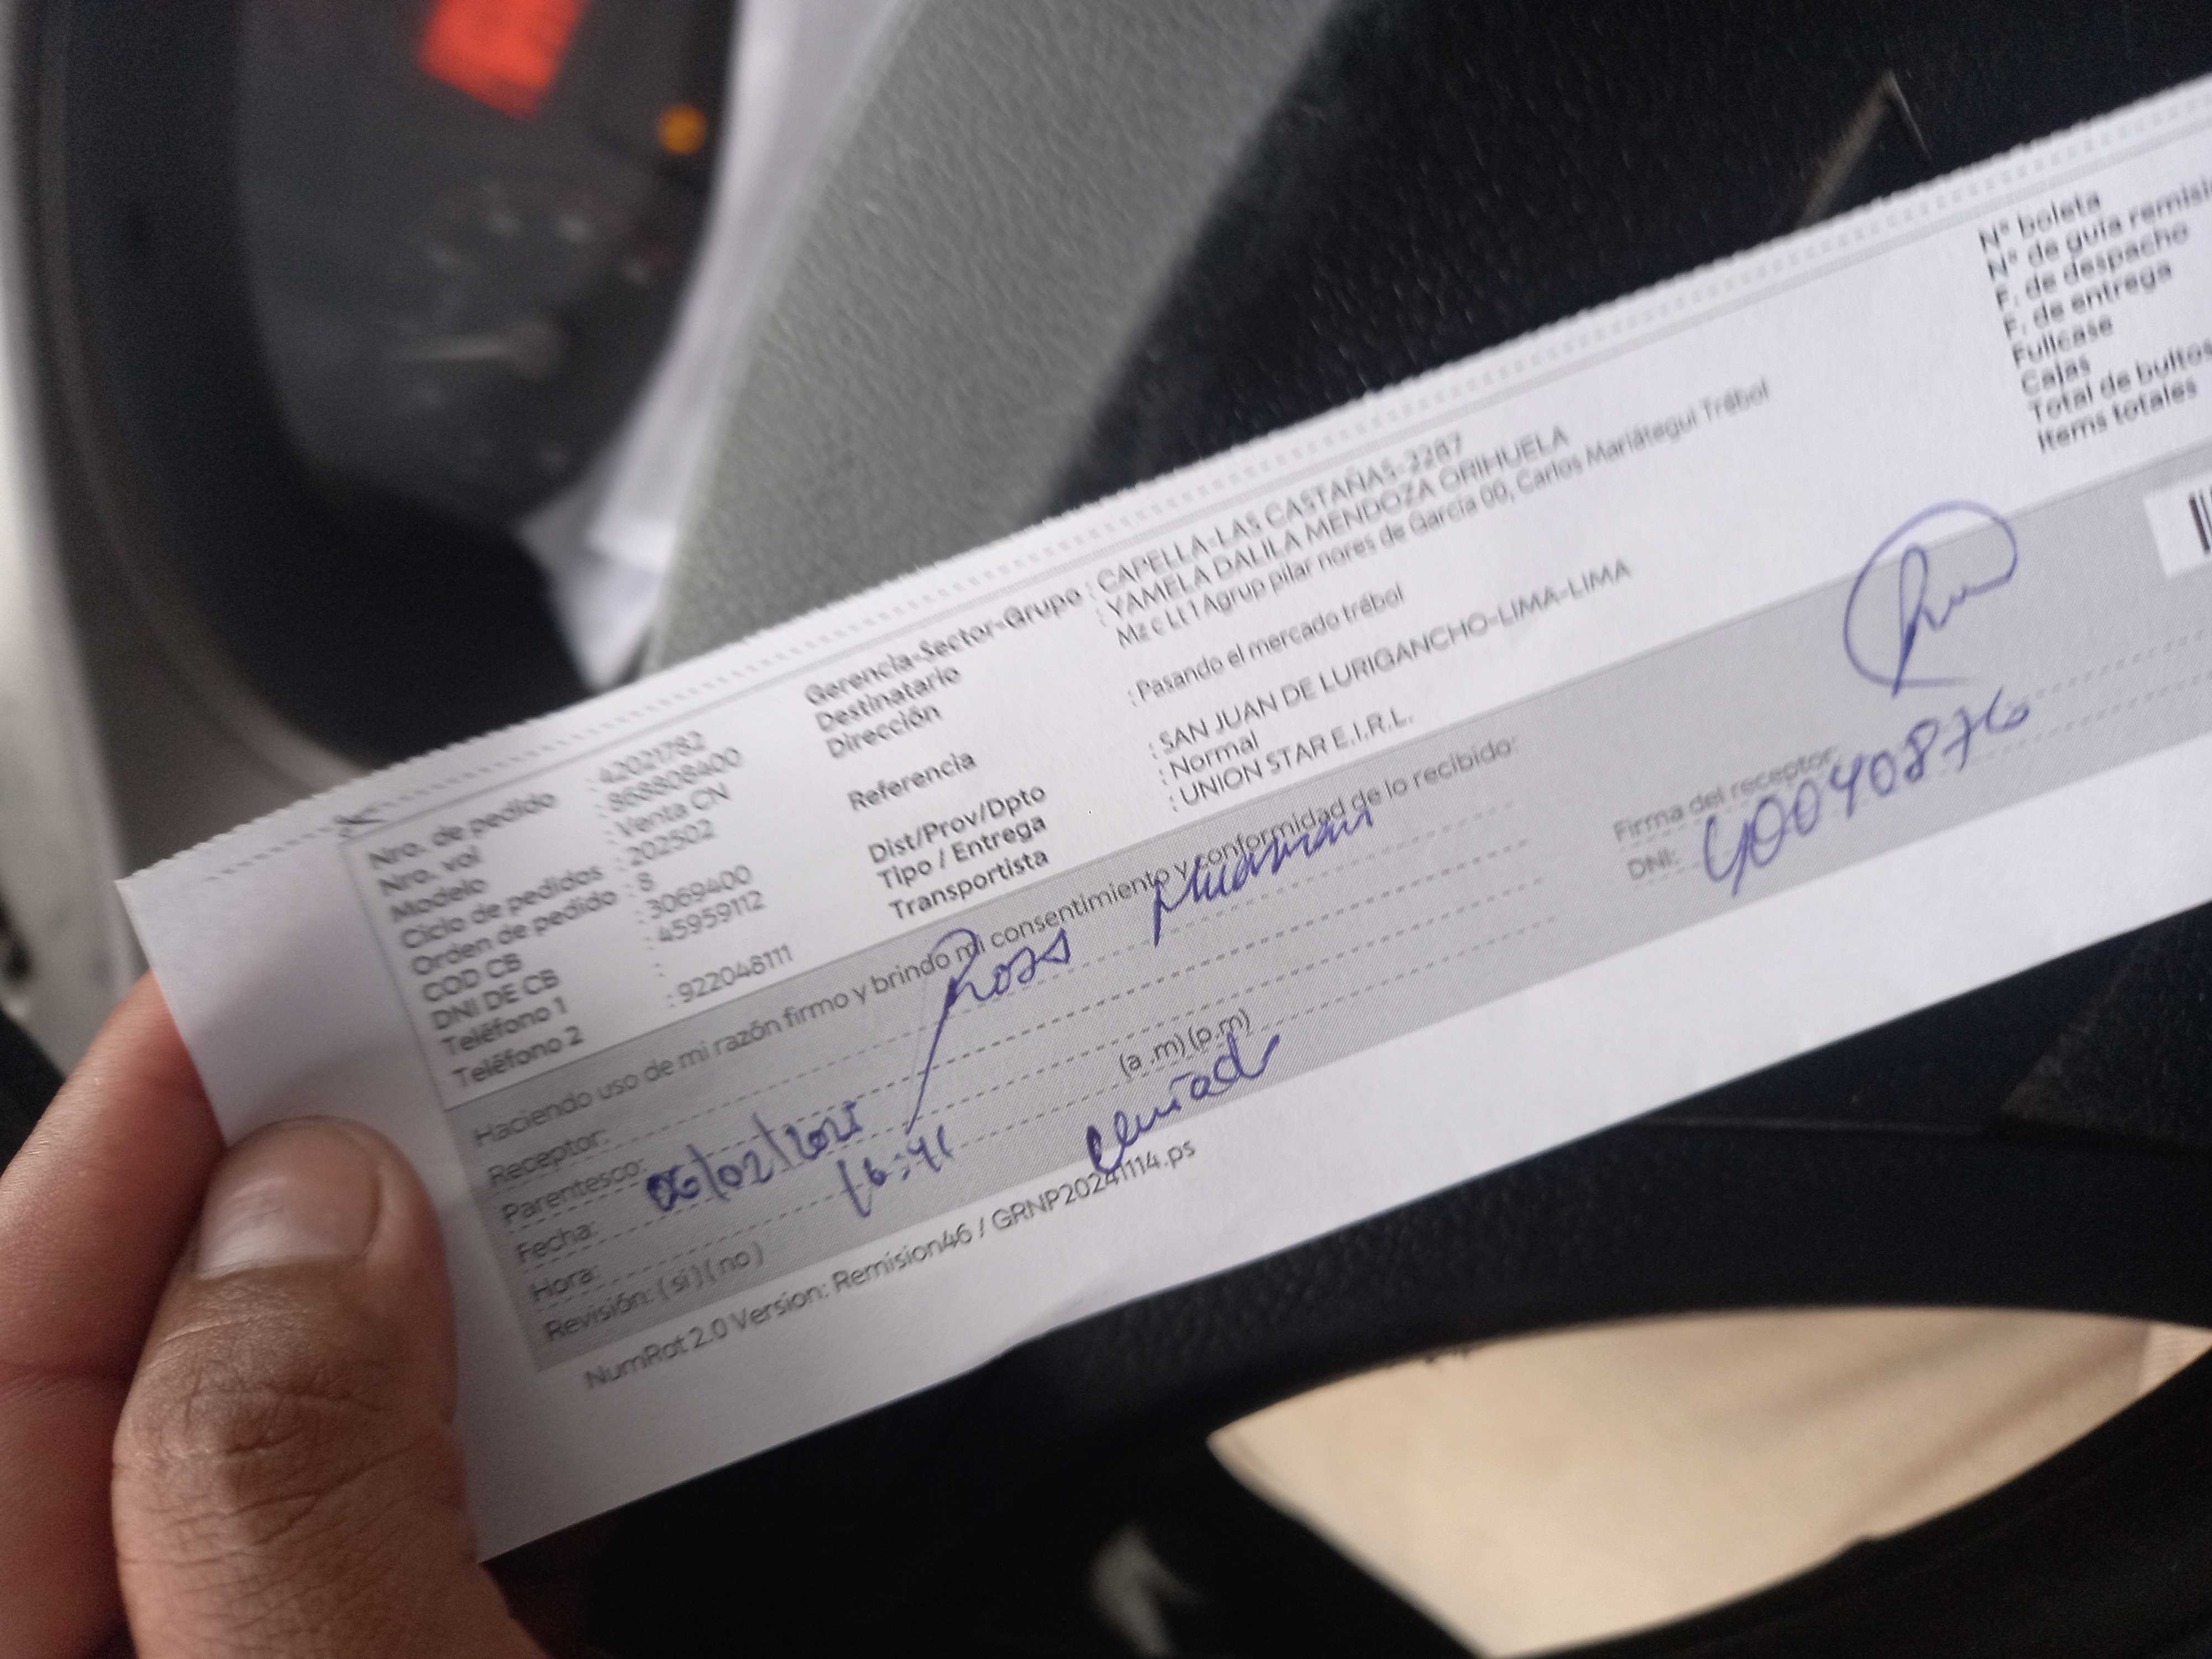 Nro. de pedido : 42021782
Nro. vol : 868808400
Modelo : Venta CN
Ciclo de pedidos : 202502
Orden de pedido : 8
COD CB : 3069400
DNI DE CB : 45959112
Teléfono 1 :
Teléfono 2 : 922048111
Gerencia-Sector-Grupo : CAPELLA-LAS CASTAÑAS-2287
Destinatario : YAMELA DALILA MENDOZA ORIHUELA
Dirección Mz c Lt 1 Agrup pilar nores de García 00, Carlos Mariátegui Trébol
Referencia : Pasando el mercado trébol
Dist/Prov/Dpto : SAN JUAN DE LURIGANCHO-LIMA-LIMA
Tipo / Entrega : Normal
Transportista : UNION STAR E.I.R.L.
N° boleta
N° de guía remisi
F. de despacho
F. de entrega
Fullcase
Cajas
Total de bultos
Items totales
Haciendo uso de mi razón firmo y brindo mi consentimiento y conformidad de lo recibido:
Receptor: Rosa Huaman
Parentesco:
Fecha: 06/02/2025
Hora: 16:41 (a .m) (p.m)
Revisión: ( si ) ( no )
Firma del receptor:
DNI: 40040876
NumRot 2.0 Version: Remision46 / GRNP20241114.ps